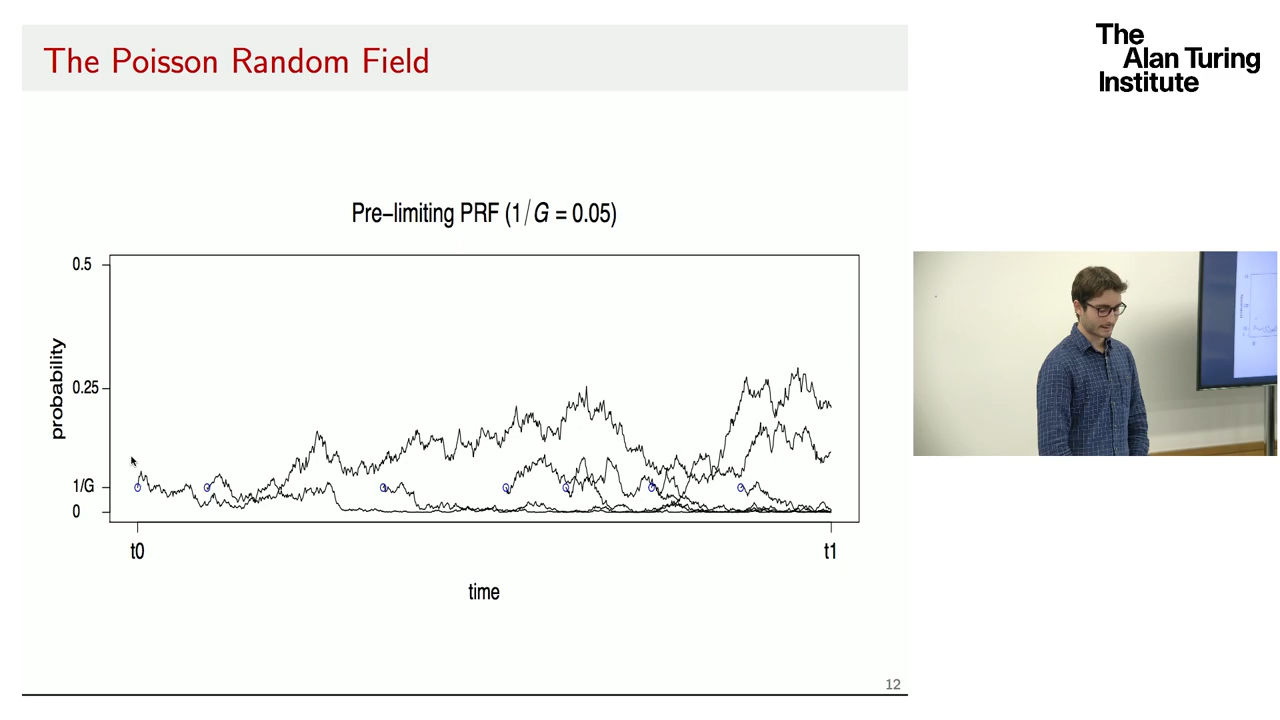 The Poisson Random Field
The
Alan Turing
Institute
Pre−limiting PRF (1/G = 0.05)
0.5
0.25
1/G
0
probability
t0
t1
time
12